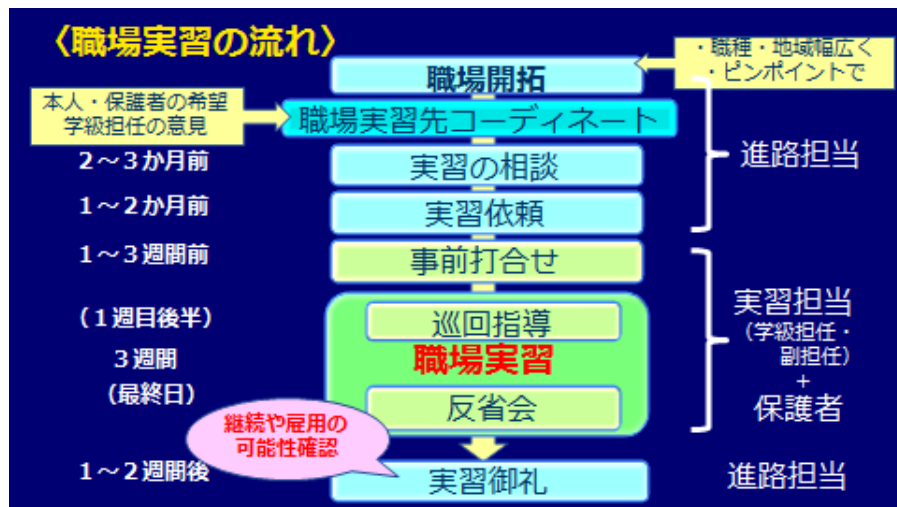 〈職場実習の流れ〉
・職種・地域幅広く
・ピンポイントで
職場開拓
本人・保護者の希望
学級担任の意見
職場実習先コーディネート
2～3か月前
実習の相談
進路担当
1～2か月前
実習依頼
1～3週間前
事前打合せ
(1週目後半)
巡回指導
実習担当
(学級担任・
副担任)
+
保護者
3週間
職場実習
(最終日)
反省会
継続や雇用の
可能性確認
1～2週間後
実習御礼
進路担当